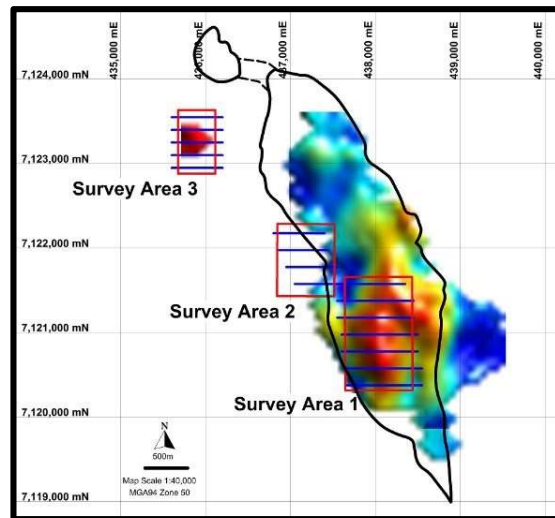 435,000 mE
437,000 mE
438,000 mE
439,000 mE
440,000 mE
7,124,000 mN
7,123,000 mN
Survey Area 3
7,122,000 mN
Survey Area 2
7,121,000 mN
Survey Area 1
7,120,000 mN
N
500m
Map Scale 1:40,000
MGA94 Zone 50
7,119,000 mN